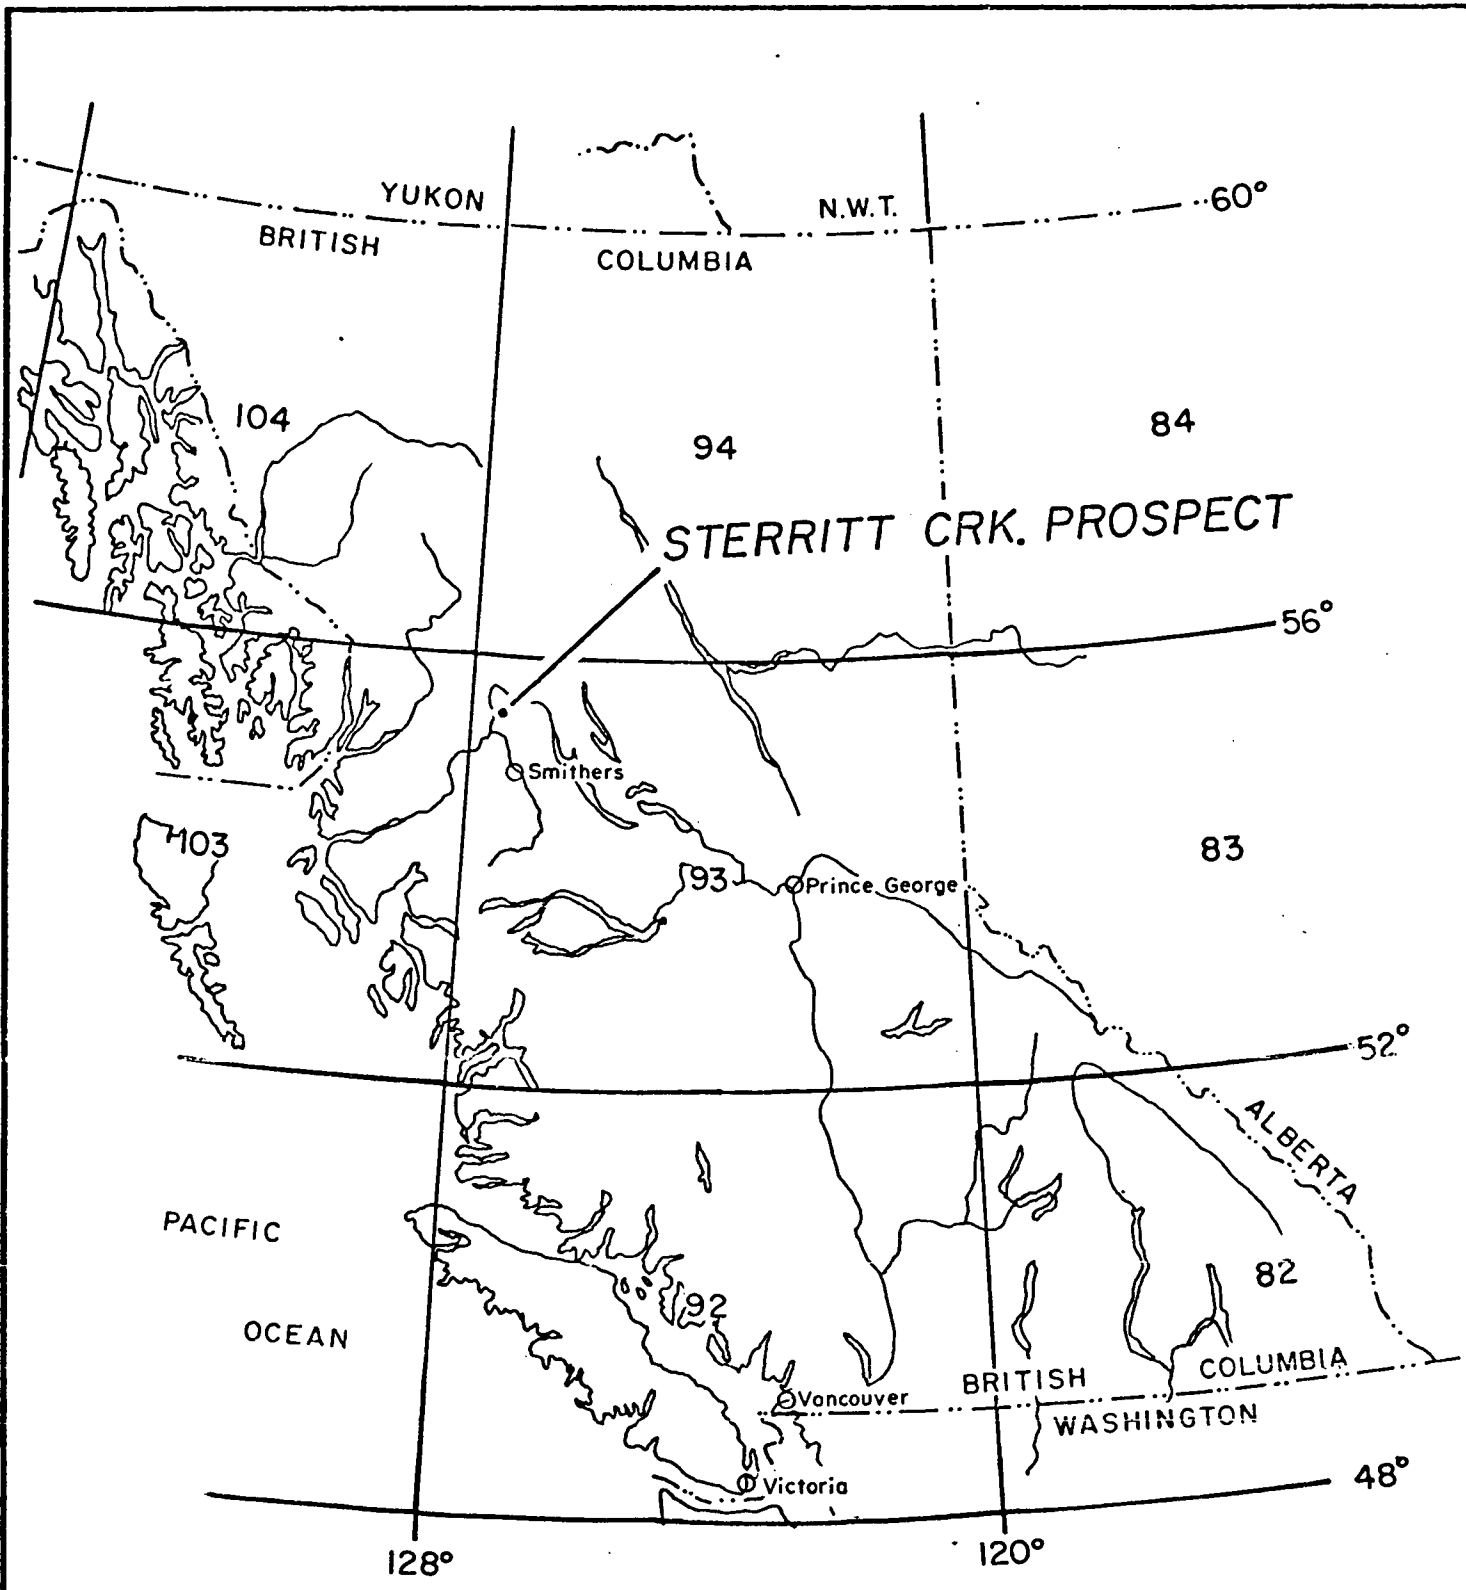 YUKON
N.W.T.
60°
BRITISH
COLUMBIA
104
94
84
STERRITT CRK. PROSPECT
56°
Smithers
103
93
Prince George
83
52°
ALBERTA
PACIFIC
OCEAN
92
82
Vancouver
BRITISH
COLUMBIA
WASHINGTON
Victoria
48°
128°
120°